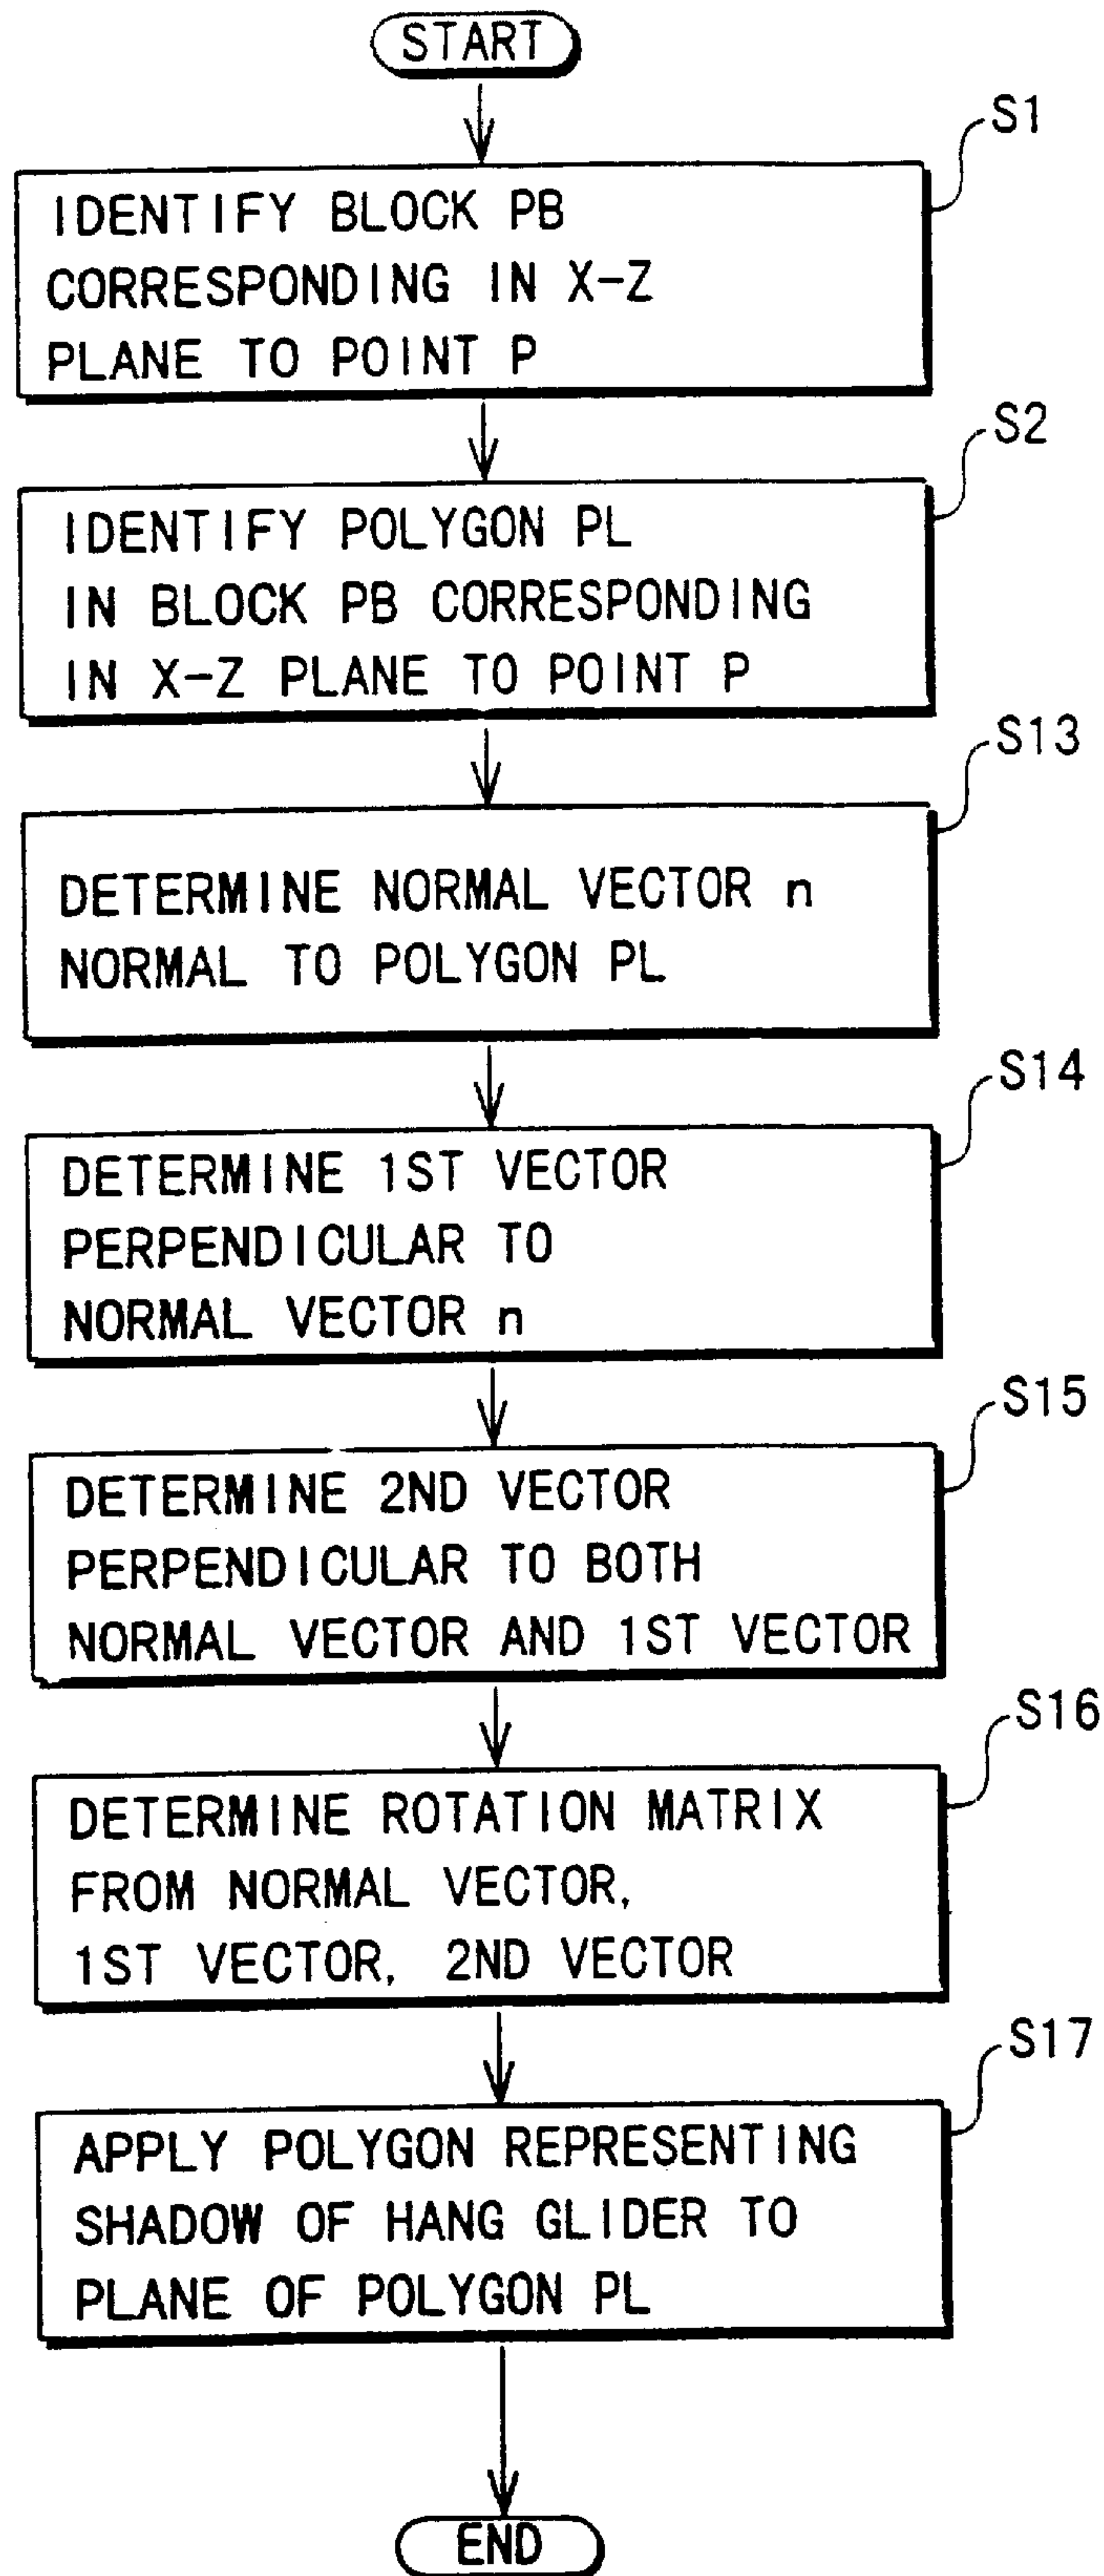 START
S1
IDENTIFY BLOCK PB
CORRESPONDING IN X-Z
PLANE TO POINT P
S2
IDENTIFY POLYGON PL
IN BLOCK PB CORRESPONDING
IN X-Z PLANE TO POINT P
S13
DETERMINE NORMAL VECTOR n
NORMAL TO POLYGON PL
S14
DETERMINE 1ST VECTOR
PERPENDICULAR TO
NORMAL VECTOR n
S15
DETERMINE 2ND VECTOR
PERPENDICULAR TO BOTH
NORMAL VECTOR AND 1ST VECTOR
S16
DETERMINE ROTATION MATRIX
FROM NORMAL VECTOR,
1ST VECTOR, 2ND VECTOR
S17
APPLY POLYGON REPRESENTING
SHADOW OF HANG GLIDER TO
PLANE OF POLYGON PL
END